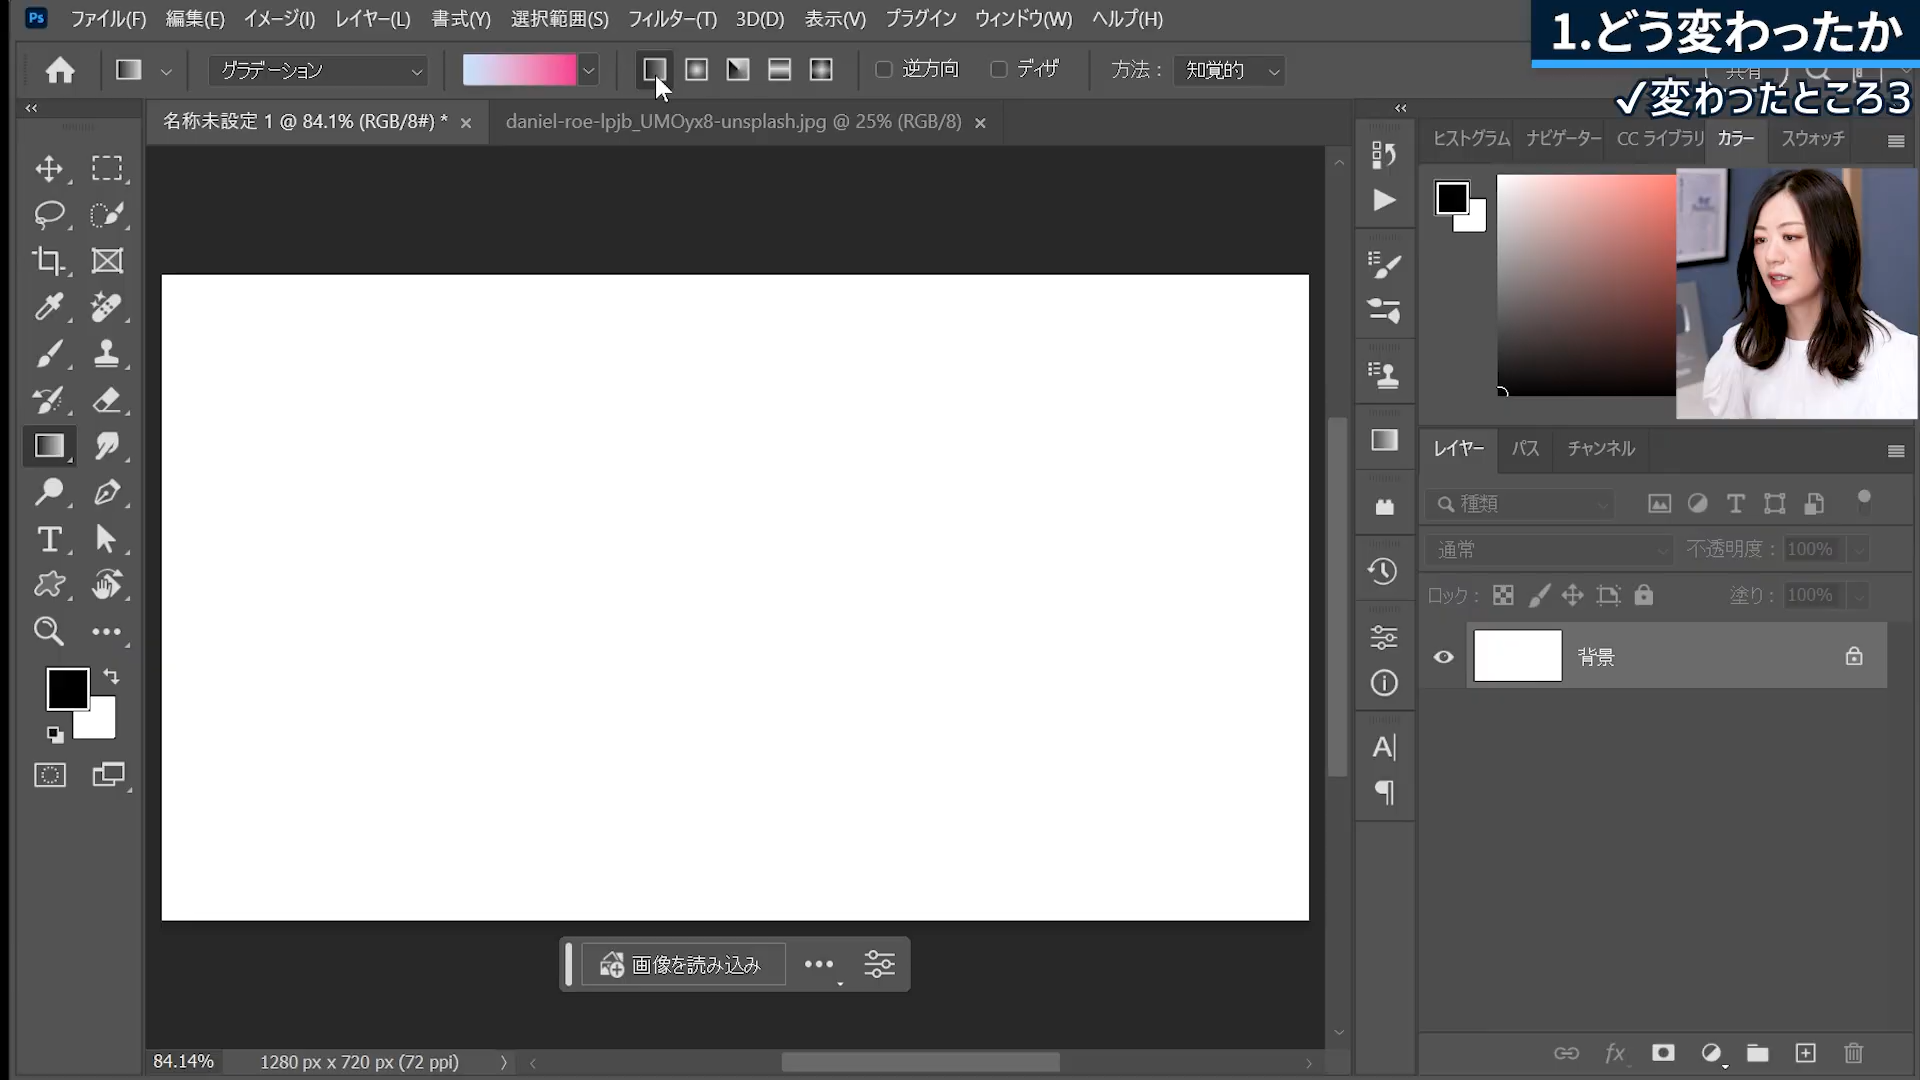 Ps ファイル(F) 編集(E) イメージ(I) レイヤー(L) 書式(Y) 選択範囲(S) フィルター(T) 3D(D) 表示(V) プラグイン ウィンドウ(W) ヘルプ(H)
1.どう変わったか
✓変わったところ3
グラデーション
逆方向
ディザ
方法：
知覚的
共有
名称未設定 1 @ 84.1% (RGB/8#) *
daniel-roe-lpjb_UMOyx8-unsplash.jpg @ 25% (RGB/8)
ヒストグラム ナビゲーター CC ライブラリ カラー スウォッチ
レイヤー パス チャンネル
種類
通常
不透明度：
100%
ロック：
塗り：
100%
背景
画像を読み込み
84.14%
1280 px x 720 px (72 ppi)
fx